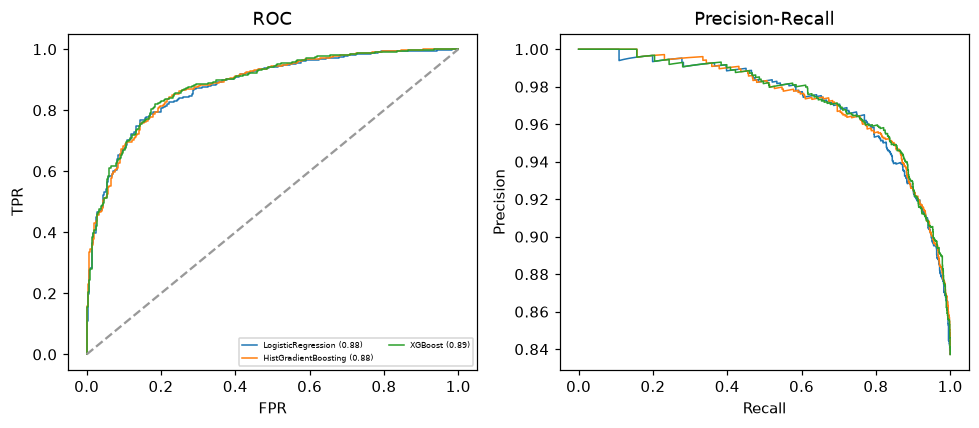 ROC
TPR
1.0
0.8
0.6
0.4
0.2
0.0
LogisticRegression (0.88)
HistGradientBoosting (0.88)
XGBoost (0.89)
0.0 0.2 0.4 0.6 0.8 1.0
FPR
Precision-Recall
Precision
1.00
0.98
0.96
0.94
0.92
0.90
0.88
0.86
0.84
0.0 0.2 0.4 0.6 0.8 1.0
Recall